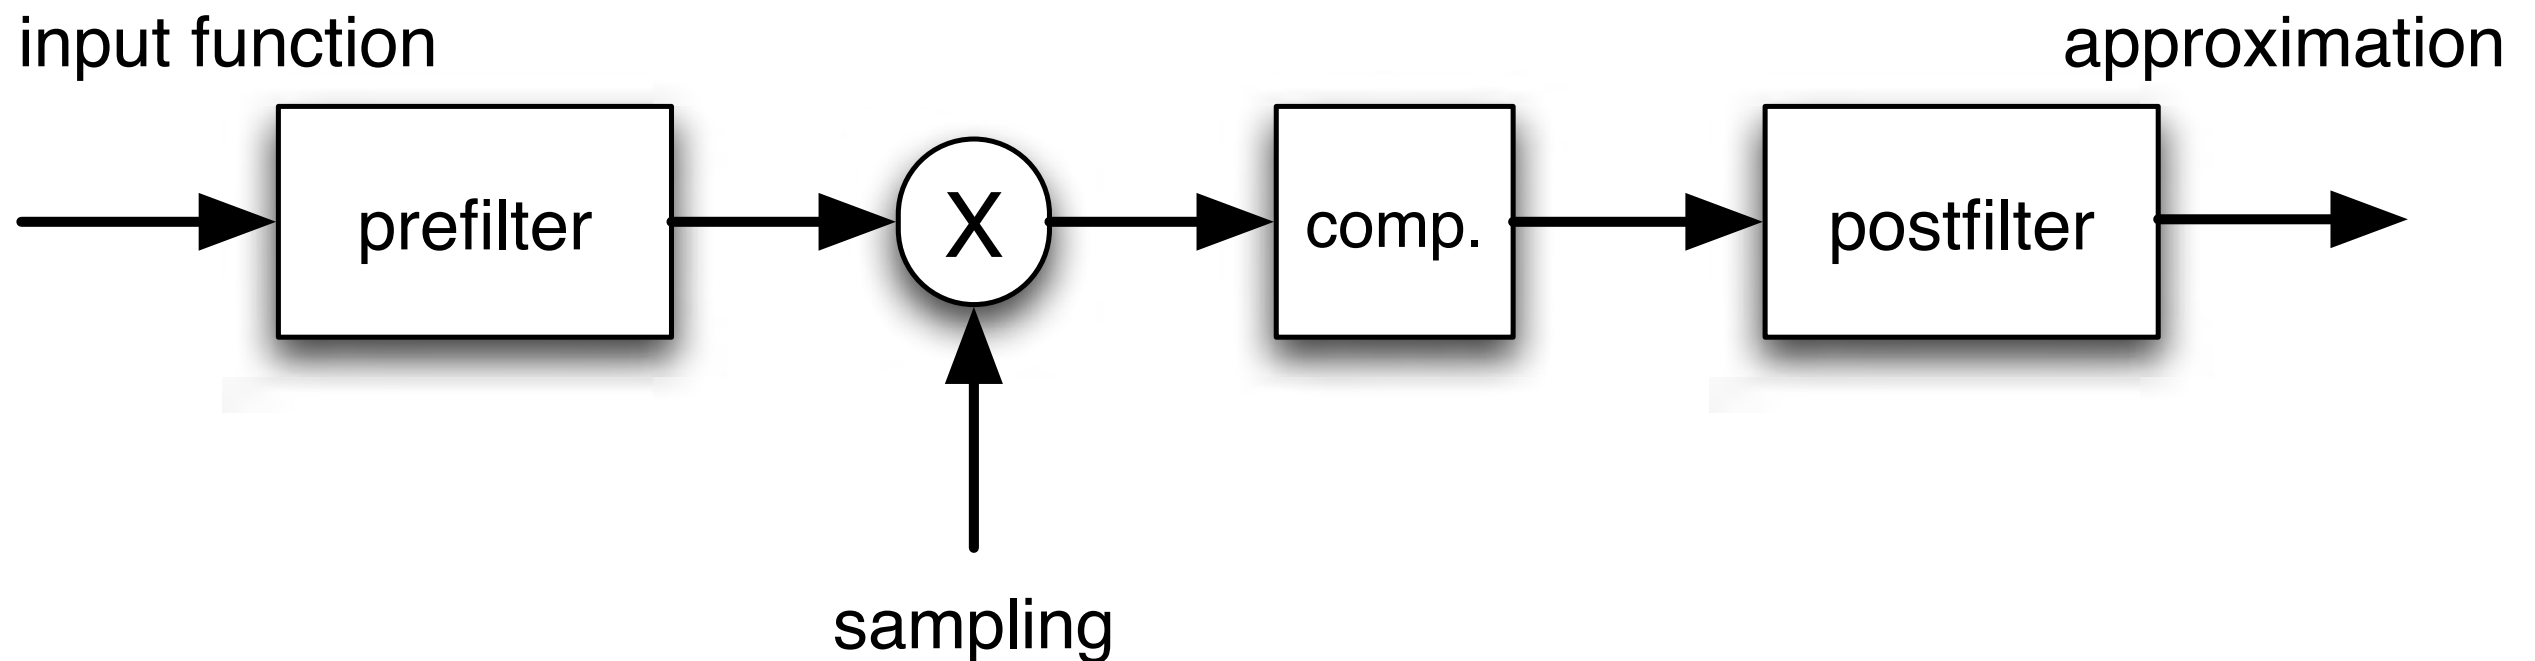 input function
approximation
prefilter
X
comp.
postfilter
sampling